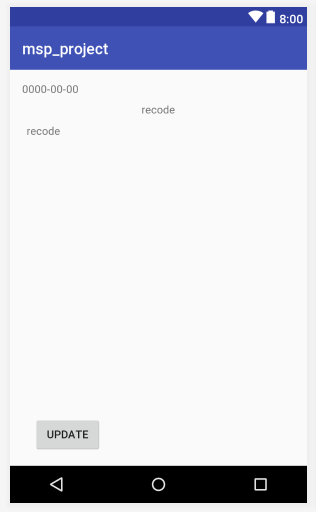 8:00
msp_project
0000-00-00
recode
recode
UPDATE